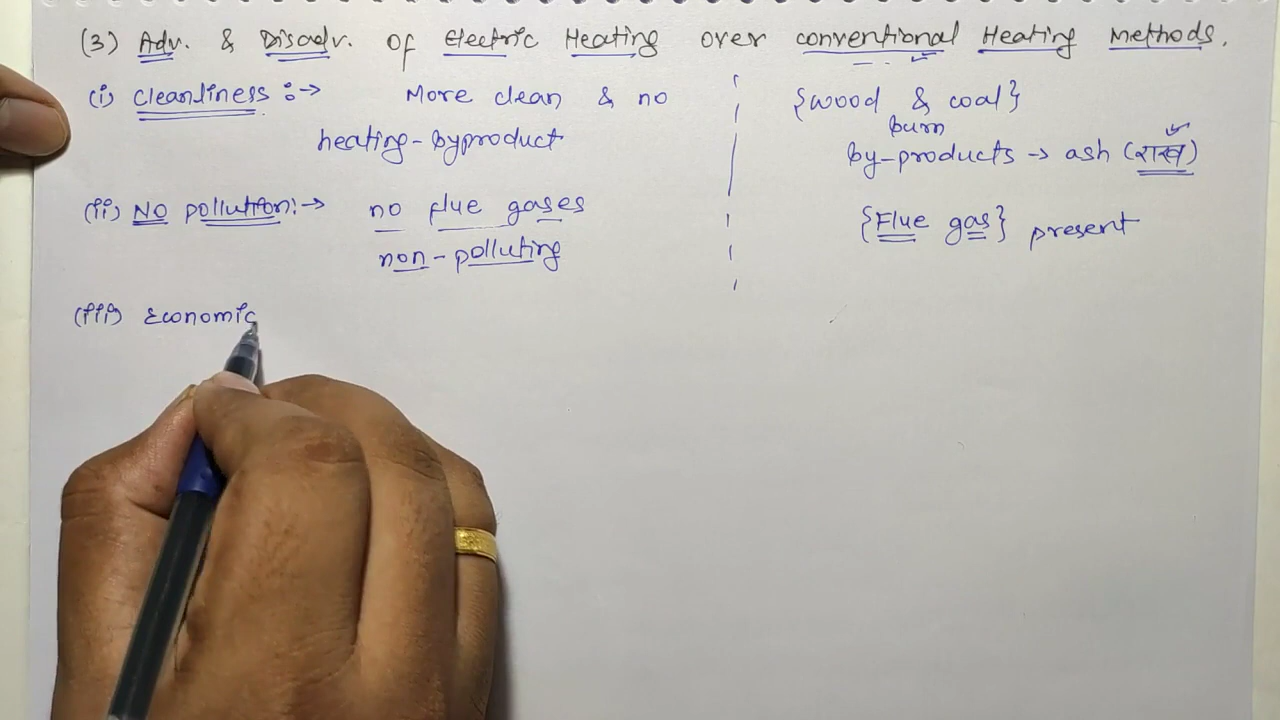 (3) Adv. & Disadv. of Electric Heating over conventional Heating Methods.
(i) Cleanliness :→ More clean & no {wood & coal}
burn
heating-byproduct by-products → ash (राख)
(ii) NO pollution:→ no flue gases {Flue gas} present
non-polluting
(iii) Economic